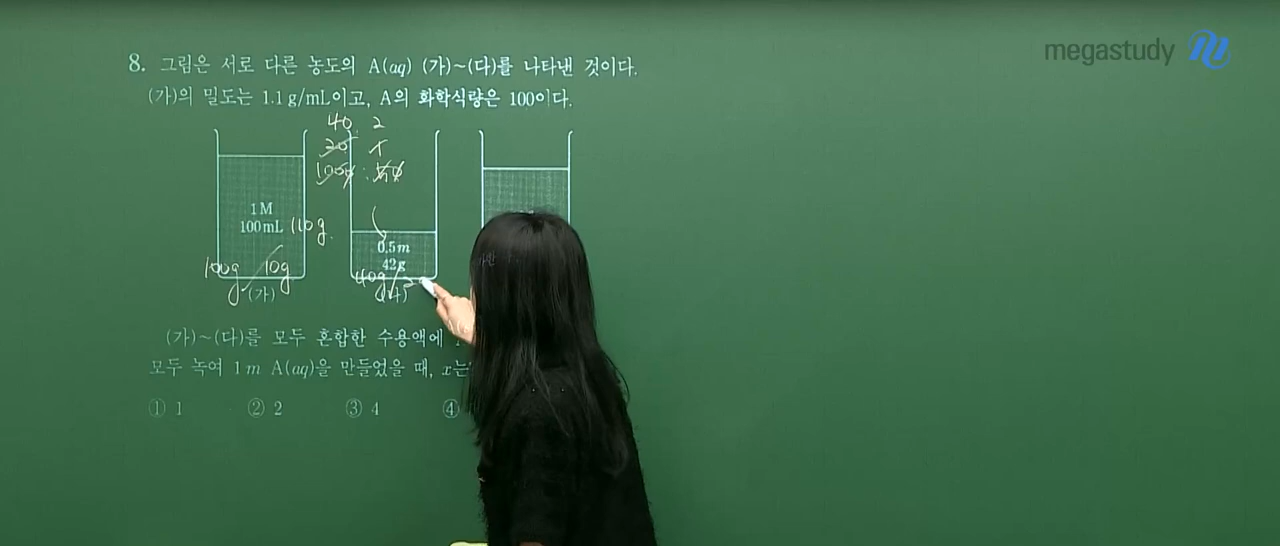 megastudy
8. 그림은 서로 다른 농도의 A(aq) (가)~(다)를 나타낸 것이다.
(가)의 밀도는 1.1 g/mL이고, A의 화학식량은 100이다.
40 2
20 1
1 M
100 mL 110g
100g 10g
(가)
0.5 m
42 g
40g
(나)
(가)~(다)를 모두 혼합한 수용액에
모두 녹여 1 m A(aq)을 만들었을 때, x는
① 1 ② 2 ③ 4 ④